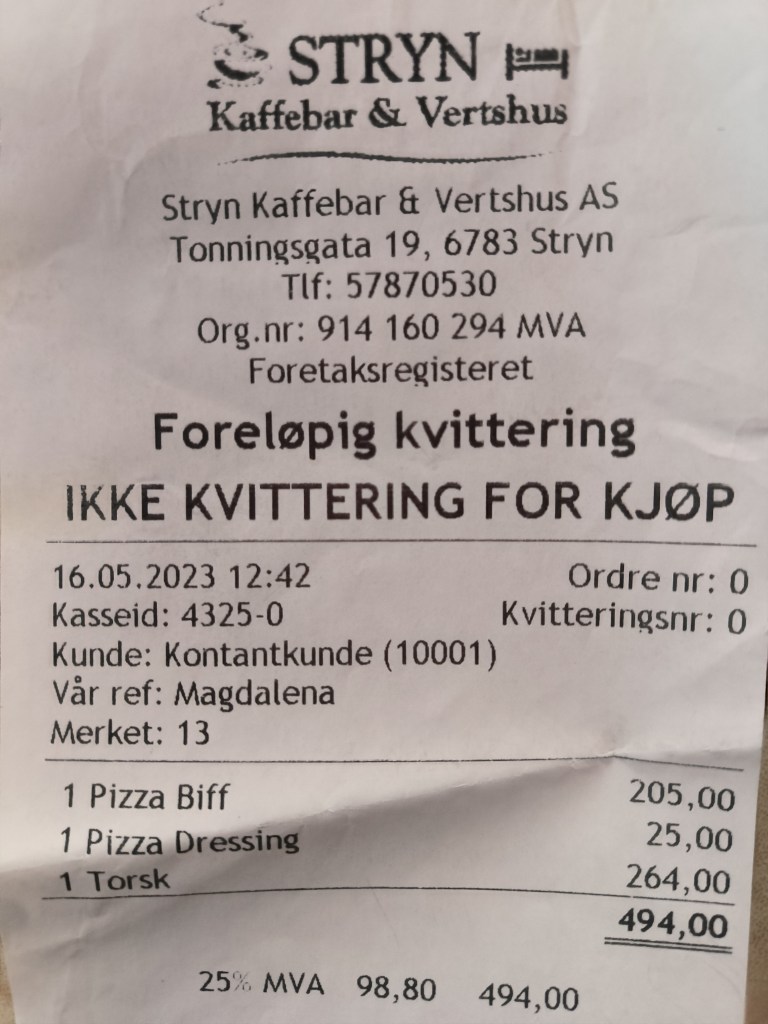 STRYN
Kaffebar & Vertshus
Stryn Kaffebar & Vertshus AS
Tonningsgata 19, 6783 Stryn
Tlf: 57870530
Org.nr: 914 160 294 MVA
Foretaksregisteret
Foreløpig kvittering
IKKE KVITTERING FOR KJØP
16.05.2023 12:42 Ordre nr: 0
Kasseid: 4325-0 Kvitteringsnr: 0
Kunde: Kontantkunde (10001)
Vår ref: Magdalena
Merket: 13
1 Pizza Biff 205,00
1 Pizza Dressing 25,00
1 Torsk 264,00
494,00
25% MVA 98,80 494,00